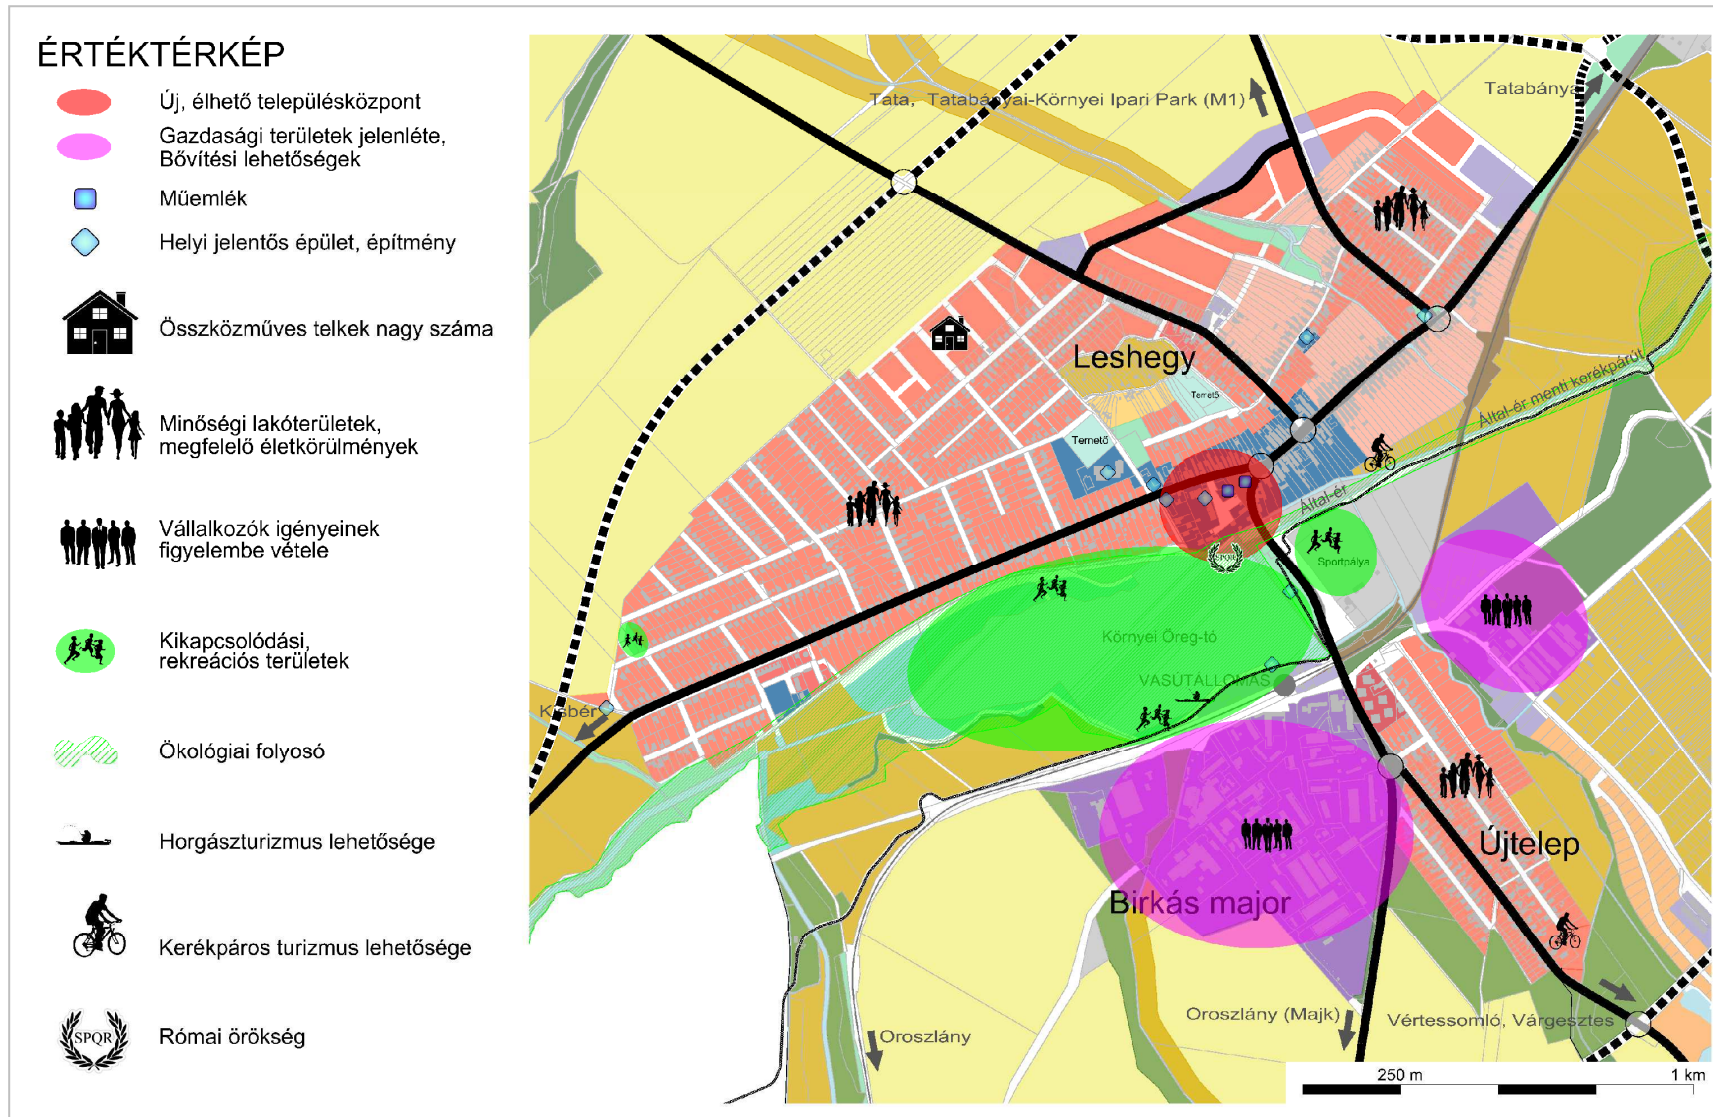 ÉRTÉKTÉRKÉP
Új, élhető településközpont
Gazdasági területek jelenléte,
Bővítési lehetőségek
Műemlék
Helyi jelentős épület, építmény
Összközműves telkek nagy száma
Minőségi lakóterületek,
megfelelő életkörülmények
Vállalkozók igényeinek
figyelembe vétele
Kikapcsolódási,
rekreációs területek
Ökológiai folyosó
Horgászturizmus lehetősége
Kerékpáros turizmus lehetősége
SPQR
Római örökség
Tata, Tatabányai-Környei Ipari Park (M1)
Tatabánya
Leshegy
Temető
Temető
Által-ér menti kerékpárút
Által-ér
SPQR
Sportpálya
Környei Öreg-tó
VASÚTÁLLOMÁS
Kisbér
Újtelep
Birkás major
Oroszlány
Oroszlány (Majk)
Vértessomló, Várgesztes
250 m
1 km